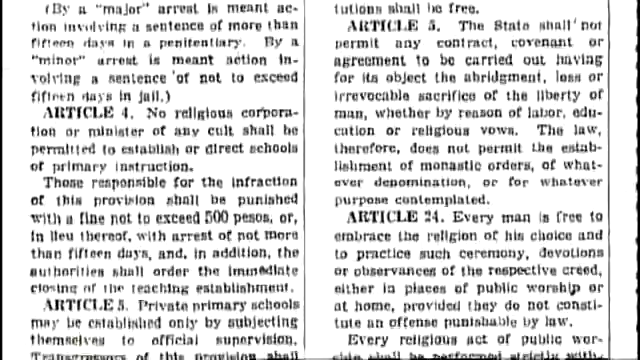 (By a "major" arrest is meant ac-
tion involving a sentence of more than
fifteen days in a penitentiary. By a
"minor" arrest is meant action in-
volving a sentence of not to exceed
fifteen days in jail.)
ARTICLE 4. No religious corpora-
tion or minister of any cult shall be
permitted to establish or direct schools
of primary instruction.
Those responsible for the infraction
of this provision shall be punished
with a fine not to exceed 500 pesos, or,
in lieu thereof, with arrest of not more
than fifteen days, and, in addition, the
authorities shall order the immediate
closing of the teaching establishment.
ARTICLE 5. Private primary schools
may be established only by subjecting
themselves to official supervision.
Transgressors of this provision shall
tutions shall be free.
ARTICLE 5. The State shall not
permit any contract, covenant or
agreement to be carried out having
for its object the abridgment, loss or
irrevocable sacrifice of the liberty of
man, whether by reason of labor, edu-
cation or religious vows. The law,
therefore, does not permit the estab-
lishment of monastic orders, of what-
ever denomination, or for whatever
purpose contemplated.
ARTICLE 24. Every man is free to
embrace the religion of his choice and
to practice such ceremony, devotions
or observances of the respective creed,
either in places of public worship or
at home, provided they do not consti-
tute an offense punishable by law.
Every religious act of public wor-
ship shall be performed strictly within